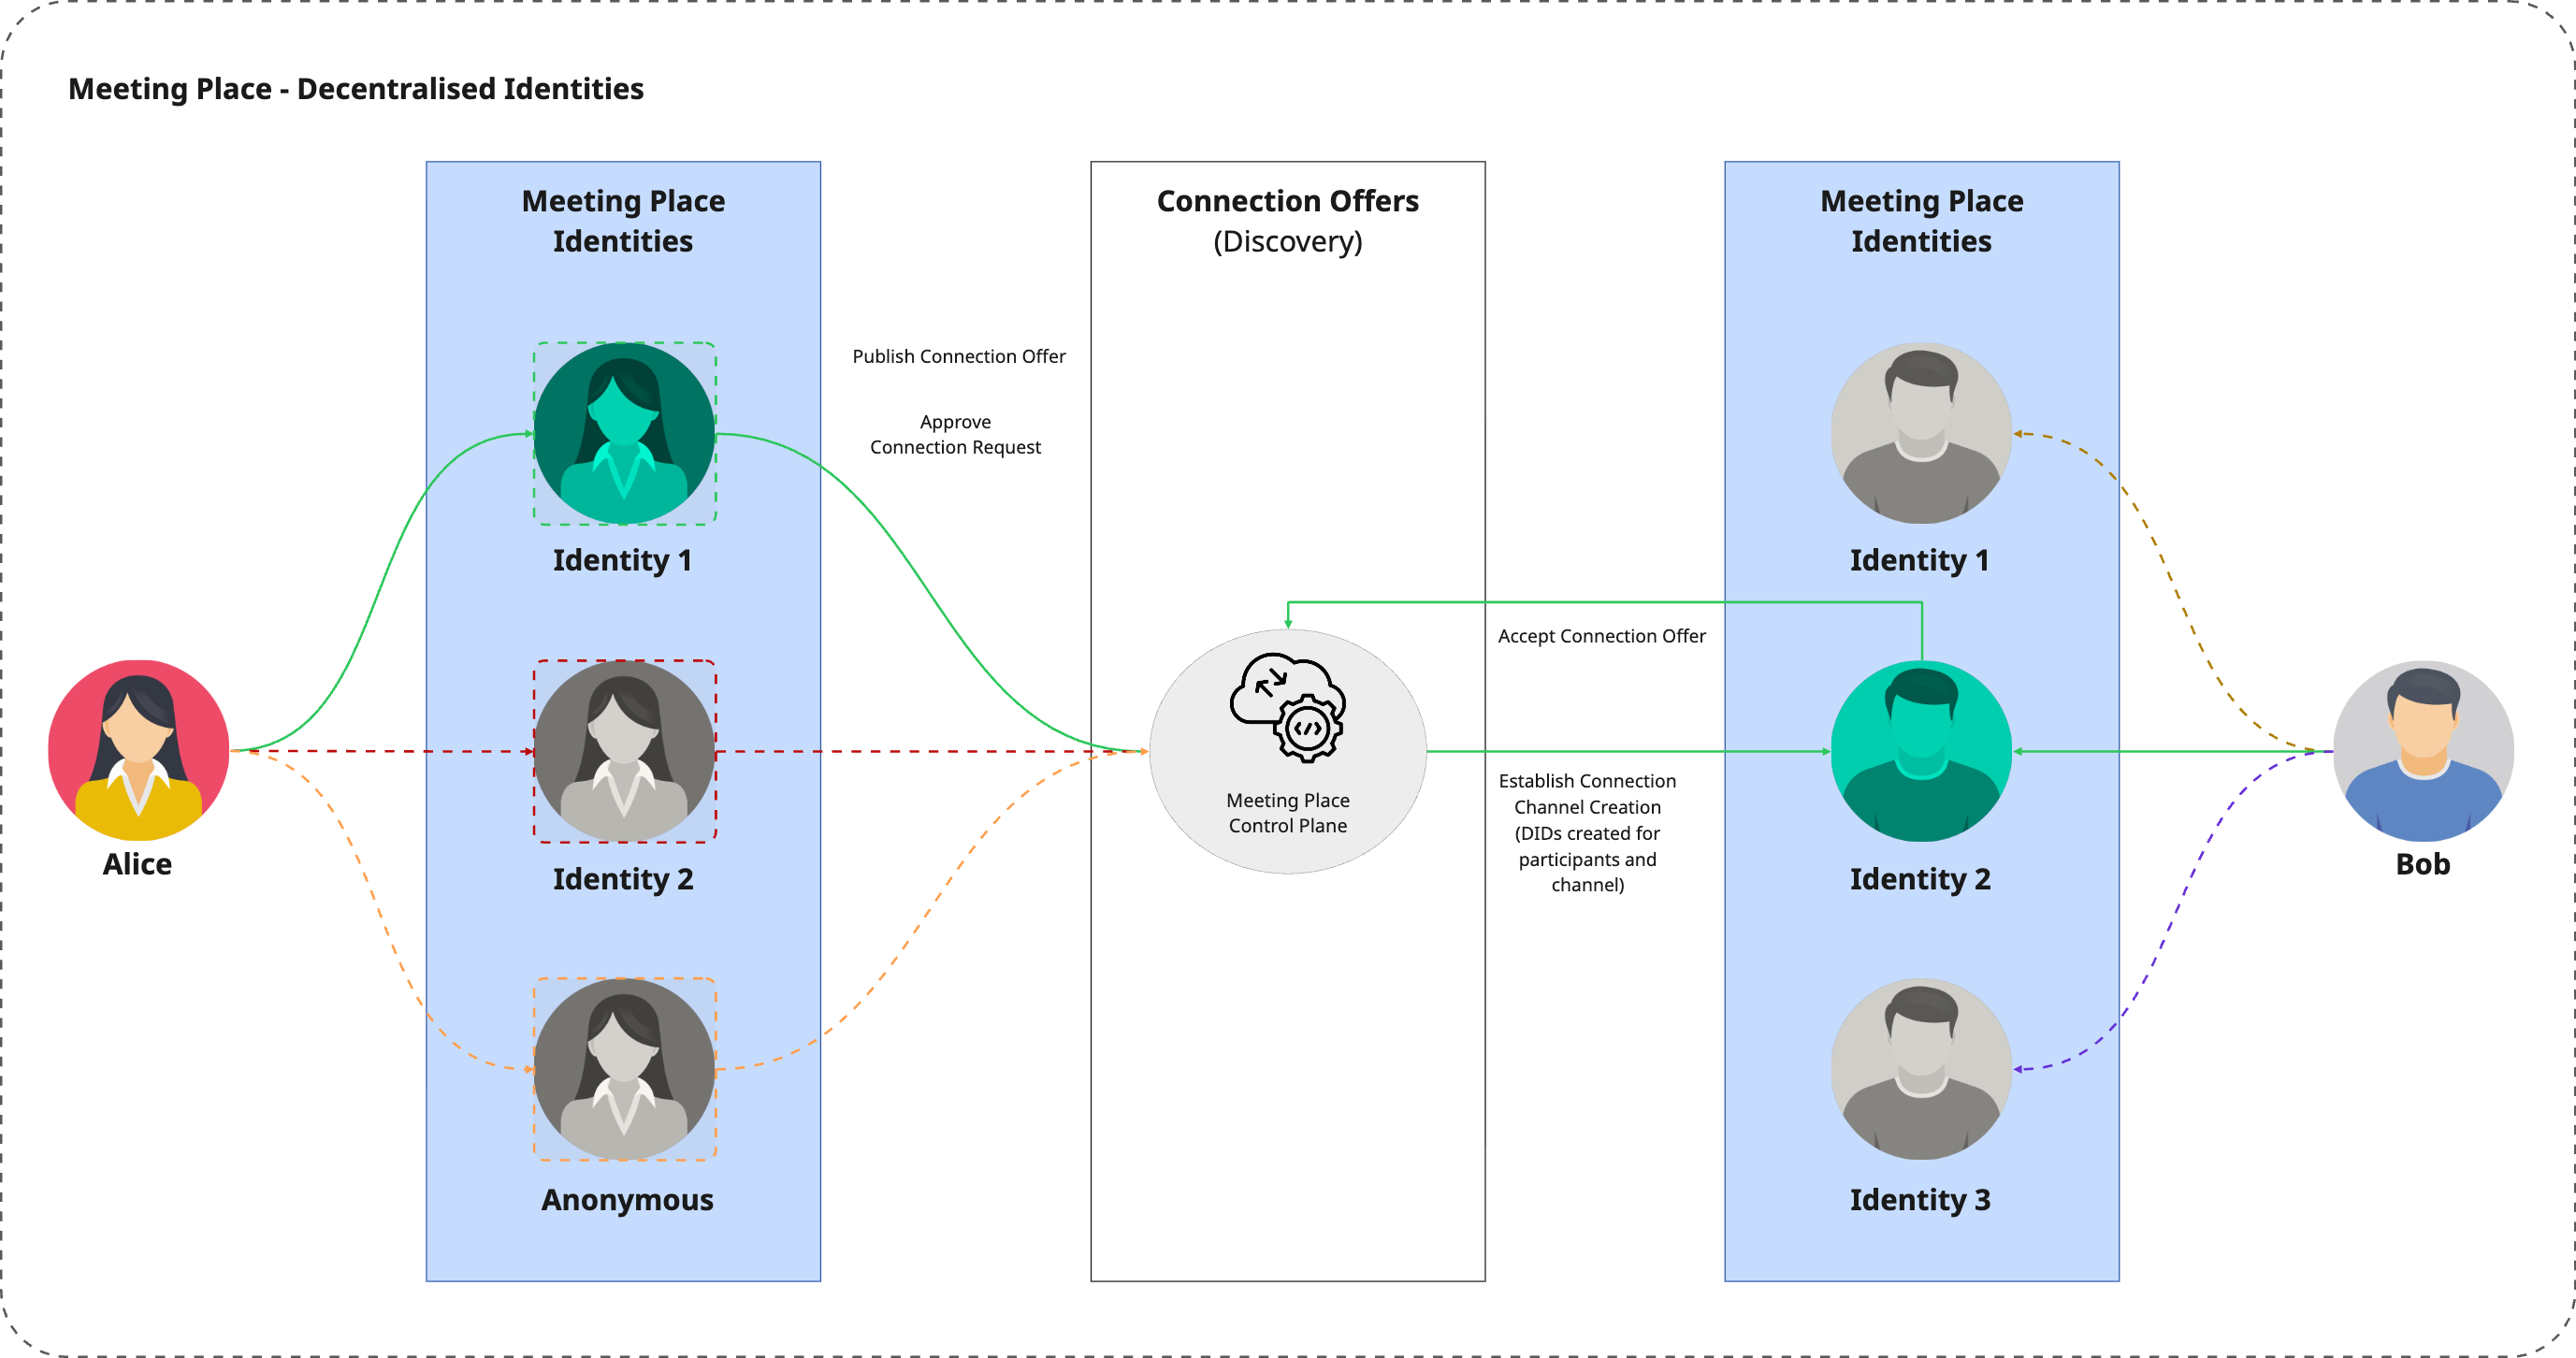 Meeting Place - Decentralised Identities
Meeting Place
Identities
Connection Offers
(Discovery)
Meeting Place
Identities
Publish Connection Offer
Approve
Connection Request
Identity 1
Identity 1
Accept Connection Offer
Meeting Place
Control Plane
Establish Connection
Channel Creation
(DIDs created for
participants and
channel)
Alice
Identity 2
Identity 2
Bob
Anonymous
Identity 3